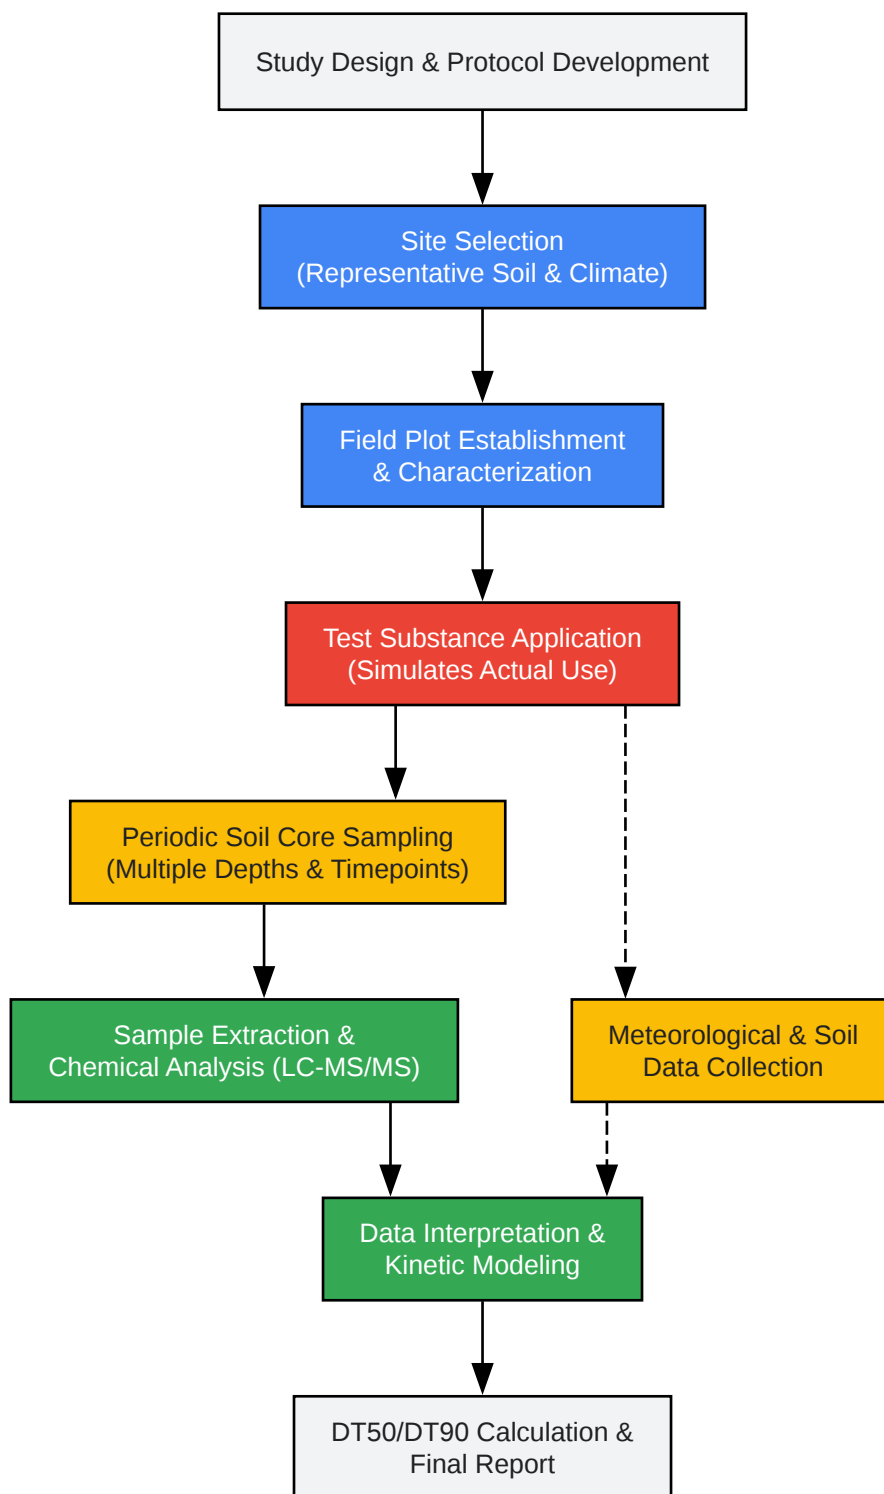 Study Design & Protocol Development
Site Selection
(Representative Soil & Climate)
Field Plot Establishment
& Characterization
Test Substance Application
(Simulates Actual Use)
Periodic Soil Core Sampling
(Multiple Depths & Timepoints)
Sample Extraction &
Chemical Analysis (LC-MS/MS)
Meteorological & Soil
Data Collection
Data Interpretation &
Kinetic Modeling
DT50/DT90 Calculation &
Final Report